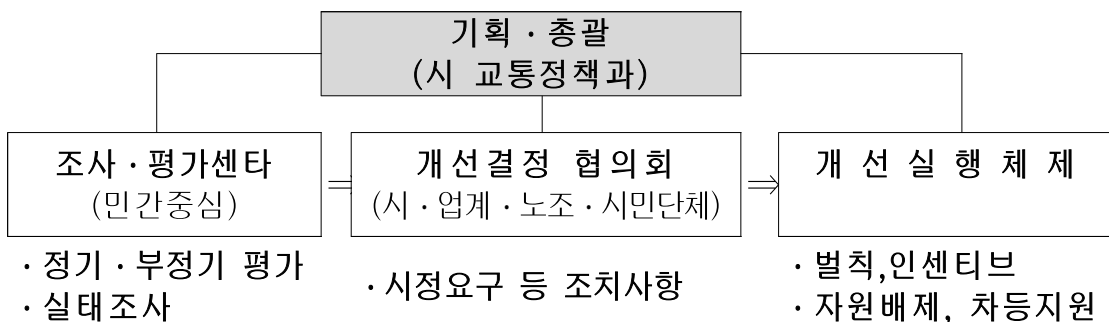 기획 · 총괄
(시 교통정책과)
조사 · 평가센타
(민간중심)
개선결정 협의회
(시 · 업계 · 노조 · 시민단체)
개 선 실 행 체 제
· 정기 · 부정기 평가
· 실태조사
· 시정요구 등 조치사항
· 벌칙,인센티브
· 자원배제, 차등지원